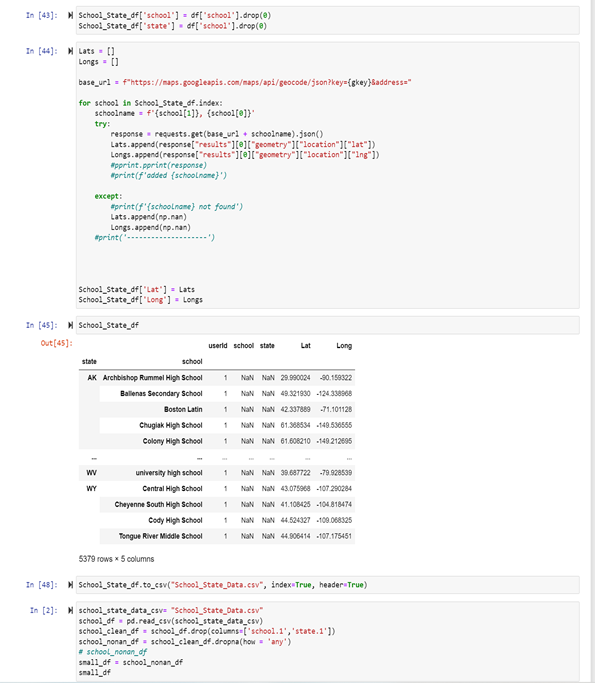 In [43]:
School_State_df['school'] = df['school'].drop(0)
School_State_df['state'] = df['school'].drop(0)
In [44]:
Lats = []
Longs = []
base_url = f"https://maps.googleapis.com/maps/api/geocode/json?key={gkey}&address="
for school in School_State_df.index:
schoolname = f'{school[1]}, {school[0]}'
try:
response = requests.get(base_url + schoolname).json()
Lats.append(response["results"][0]["geometry"]["location"]["lat"])
Longs.append(response["results"][0]["geometry"]["location"]["lng"])
#pprint.pprint(response)
#print(f'added {schoolname}')
except:
#print(f'{schoolname} not found')
Lats.append(np.nan)
Longs.append(np.nan)
#print('--------------------')
School_State_df['Lat'] = Lats
School_State_df['Long'] = Longs
In [45]:
School_State_df
Out[45]:
userId school state Lat Long
state school
AK Archbishop Rummel High School 1 NaN NaN 29.990024 -90.159322
Ballenas Secondary School 1 NaN NaN 49.321930 -124.338968
Boston Latin 1 NaN NaN 42.337889 -71.101128
Chugiak High School 1 NaN NaN 61.368534 -149.536555
Colony High School 1 NaN NaN 61.608210 -149.212695
... ... ... ... ... ... ...
WV university high school 1 NaN NaN 39.687722 -79.928539
WY Central High School 1 NaN NaN 43.075968 -107.290284
Cheyenne South High School 1 NaN NaN 41.108425 -104.818474
Cody High School 1 NaN NaN 44.524327 -109.068325
Tongue River Middle School 1 NaN NaN 44.906414 -107.175451
5379 rows × 5 columns
In [48]:
School_State_df.to_csv("School_State_Data.csv", index=True, header=True)
In [2]:
school_state_data_csv= "School_State_Data.csv"
school_df = pd.read_csv(school_state_data_csv)
school_clean_df = school_df.drop(columns=['school.1','state.1'])
school_nonan_df = school_clean_df.dropna(how = 'any')
# school_nonan_df
small_df = school_nonan_df
small_df